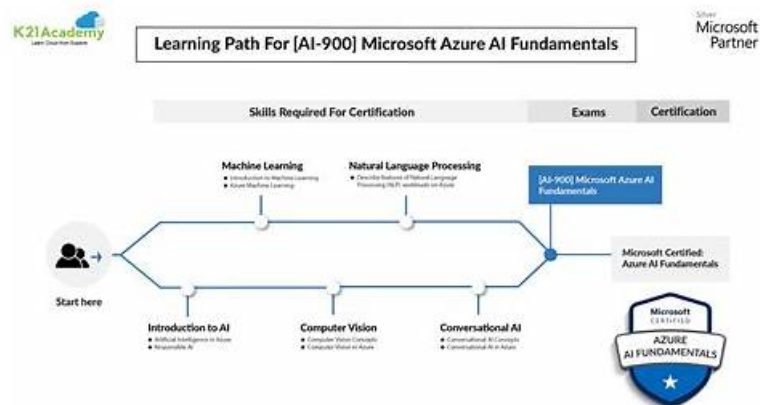 K21Academy
Learn Cloud from Experts
Learning Path For [AI-900] Microsoft Azure AI Fundamentals
Silver
Microsoft
Partner
Skills Required For Certification
Exams
Certification
Machine Learning
Introduction to Machine Learning
Azure Machine Learning
Natural Language Processing
Describe features of Natural Language
Processing (NLP) workloads on Azure
[AI-900] Microsoft Azure AI
Fundamentals
Microsoft Certified:
Azure AI Fundamentals
Start here
Introduction to AI
Artificial Intelligence in Azure
Responsible AI
Computer Vision
Computer Vision Concepts
Computer Vision in Azure
Conversational AI
Conversational AI Concepts
Conversational AI in Azure
Microsoft
CERTIFIED
AZURE
AI FUNDAMENTALS